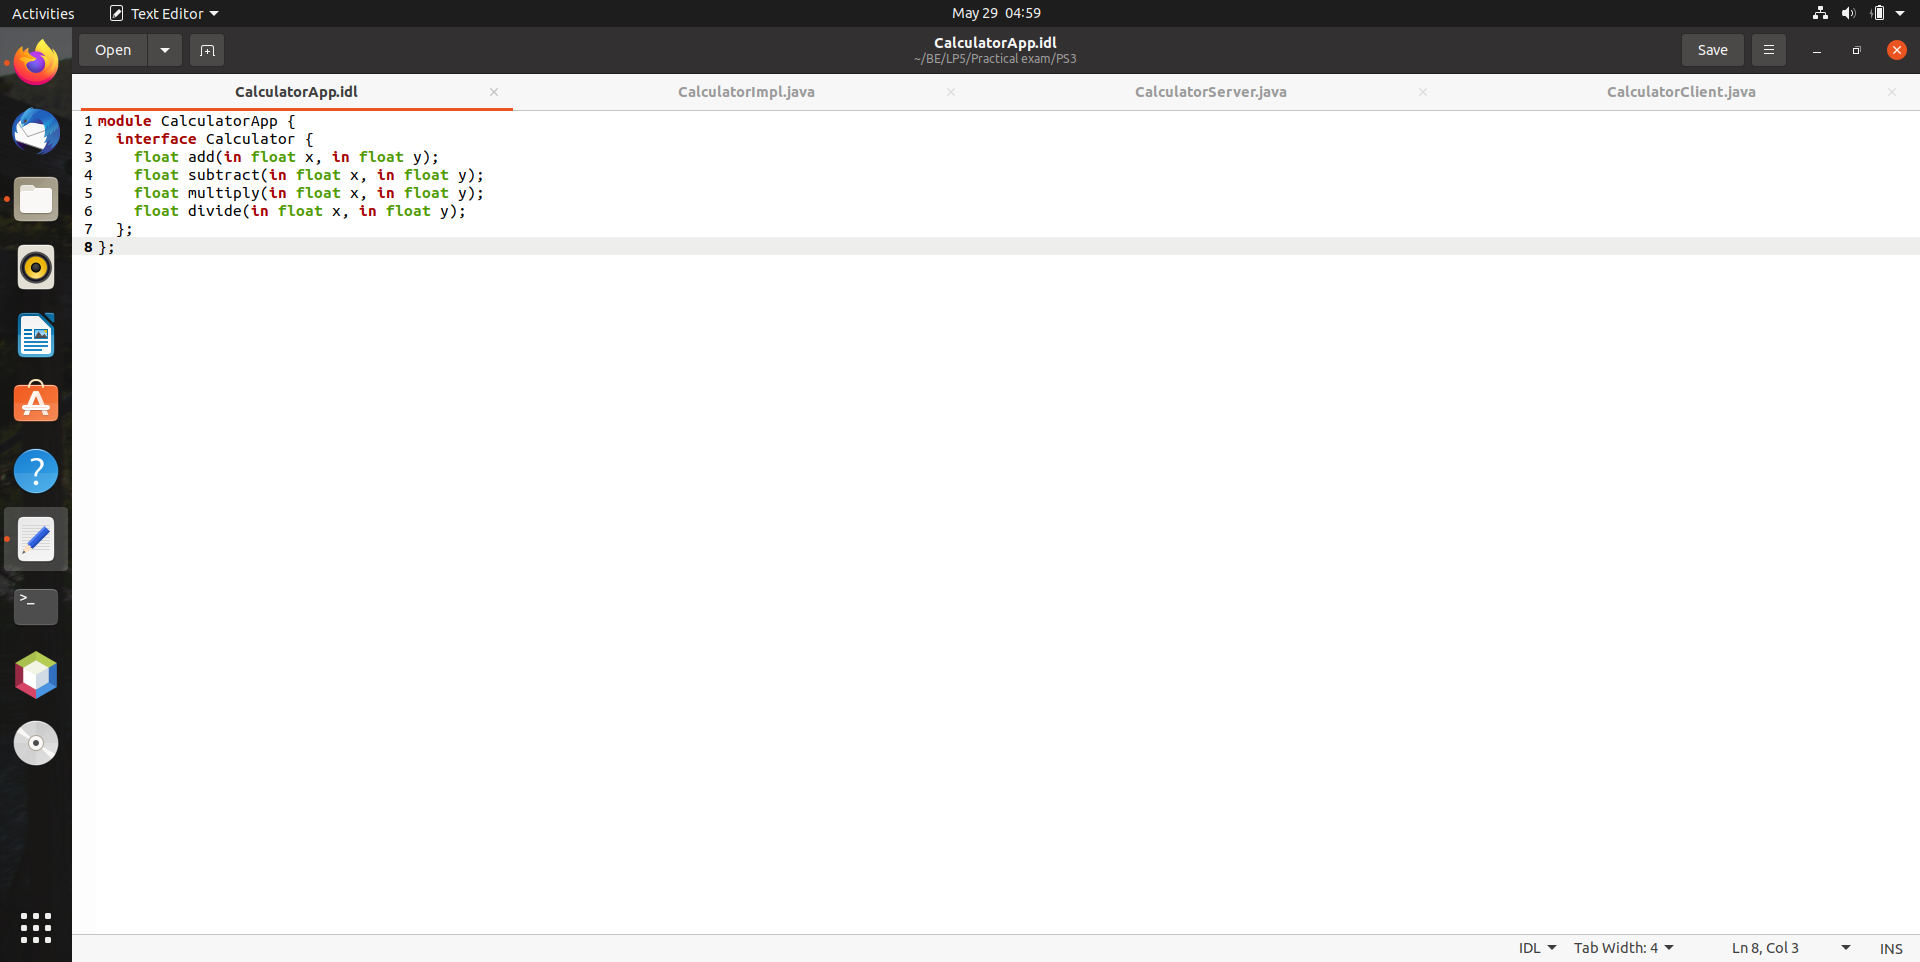 Activities
Text Editor
May 29 04:59
Open
CalculatorApp.idl
~/BE/LP5/Practical exam/PS3
Save
CalculatorApp.idl
CalculatorImpl.java
CalculatorServer.java
CalculatorClient.java
1 module CalculatorApp {
2   interface Calculator {
3     float add(in float x, in float y);
4     float subtract(in float x, in float y);
5     float multiply(in float x, in float y);
6     float divide(in float x, in float y);
7   };
8 };
IDL
Tab Width: 4
Ln 8, Col 3
INS